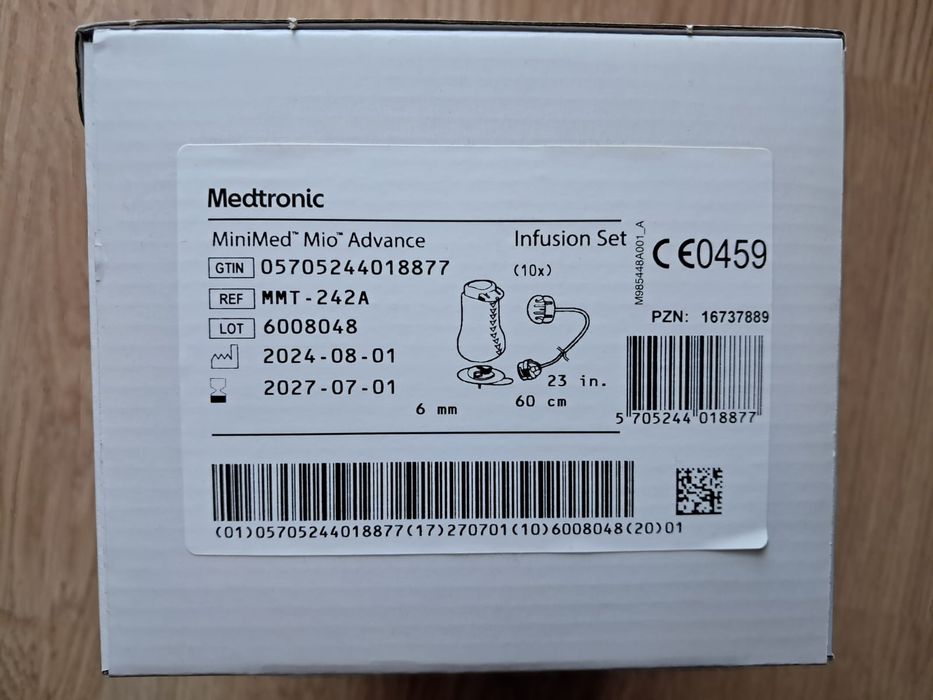 Medtronic
MiniMed™ Mio™ Advance
Infusion Set
GTIN 05705244018877
(10x)
REF MMT-242A
LOT 6008048
2024-08-01
2027-07-01
6 mm
23 in.
60 cm
M985448A001_A
CE0459
PZN: 16737889
5 705244 018877
(01)05705244018877(17)270701(10)6008048(20)01